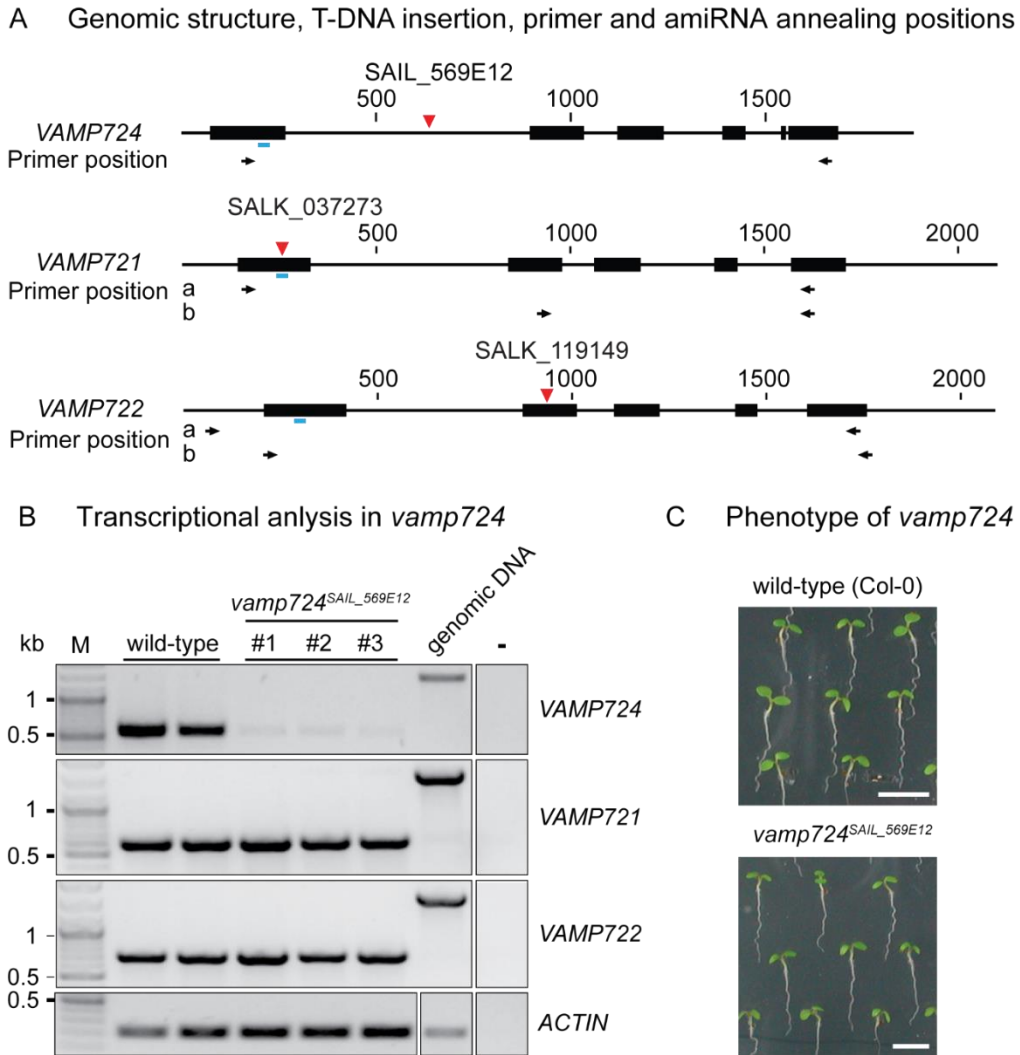 A Genomic structure, T-DNA insertion, primer and amiRNA annealing positions
SAIL_569E12
500 1000 1500
VAMP724
Primer position
SALK_037273
500 1000 1500 2000
VAMP721
Primer position a
b
SALK_119149
500 1000 1500 2000
VAMP722
Primer position a
b
B Transcriptional anlysis in vamp724
vamp724SAIL_569E12
genomic DNA
kb M wild-type #1 #2 #3 -
1
0.5
VAMP724
1
0.5
VAMP721
1
0.5
VAMP722
0.5
ACTIN
C Phenotype of vamp724
wild-type (Col-0)
vamp724SAIL_569E12